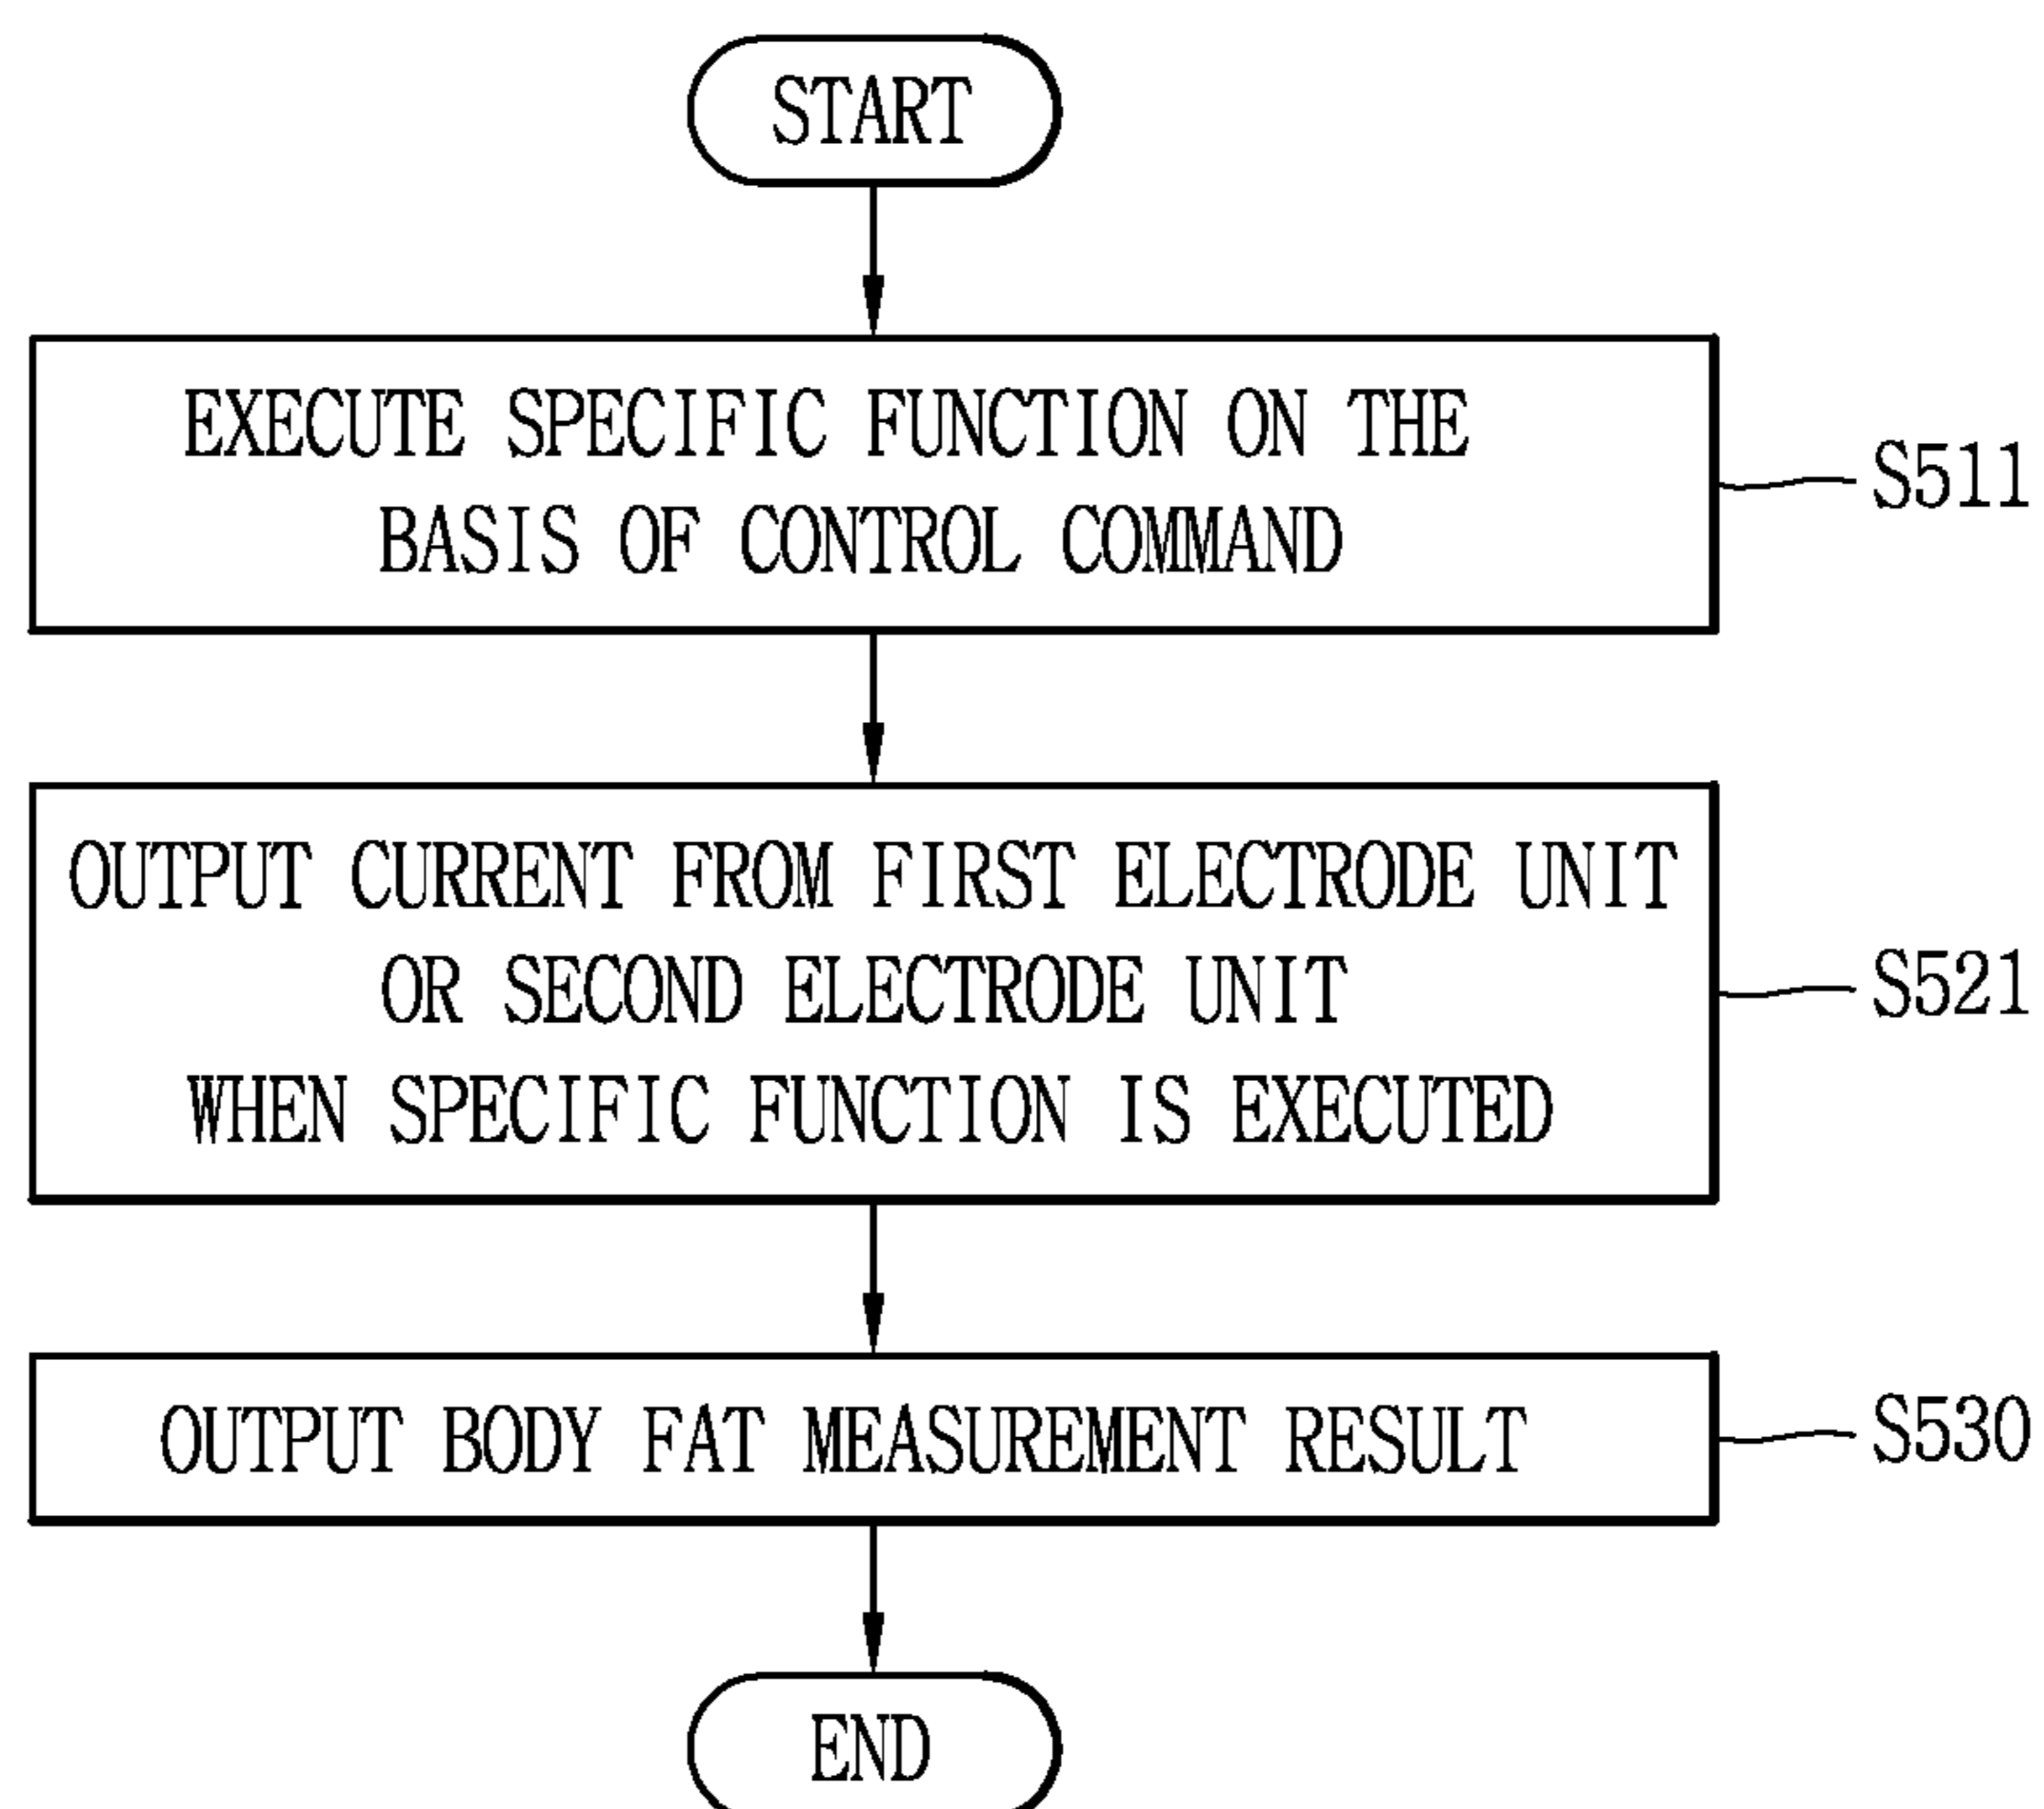 START
EXECUTE SPECIFIC FUNCTION ON THE
BASIS OF CONTROL COMMAND
S511
OUTPUT CURRENT FROM FIRST ELECTRODE UNIT
OR SECOND ELECTRODE UNIT
WHEN SPECIFIC FUNCTION IS EXECUTED
S521
OUTPUT BODY FAT MEASUREMENT RESULT
S530
END